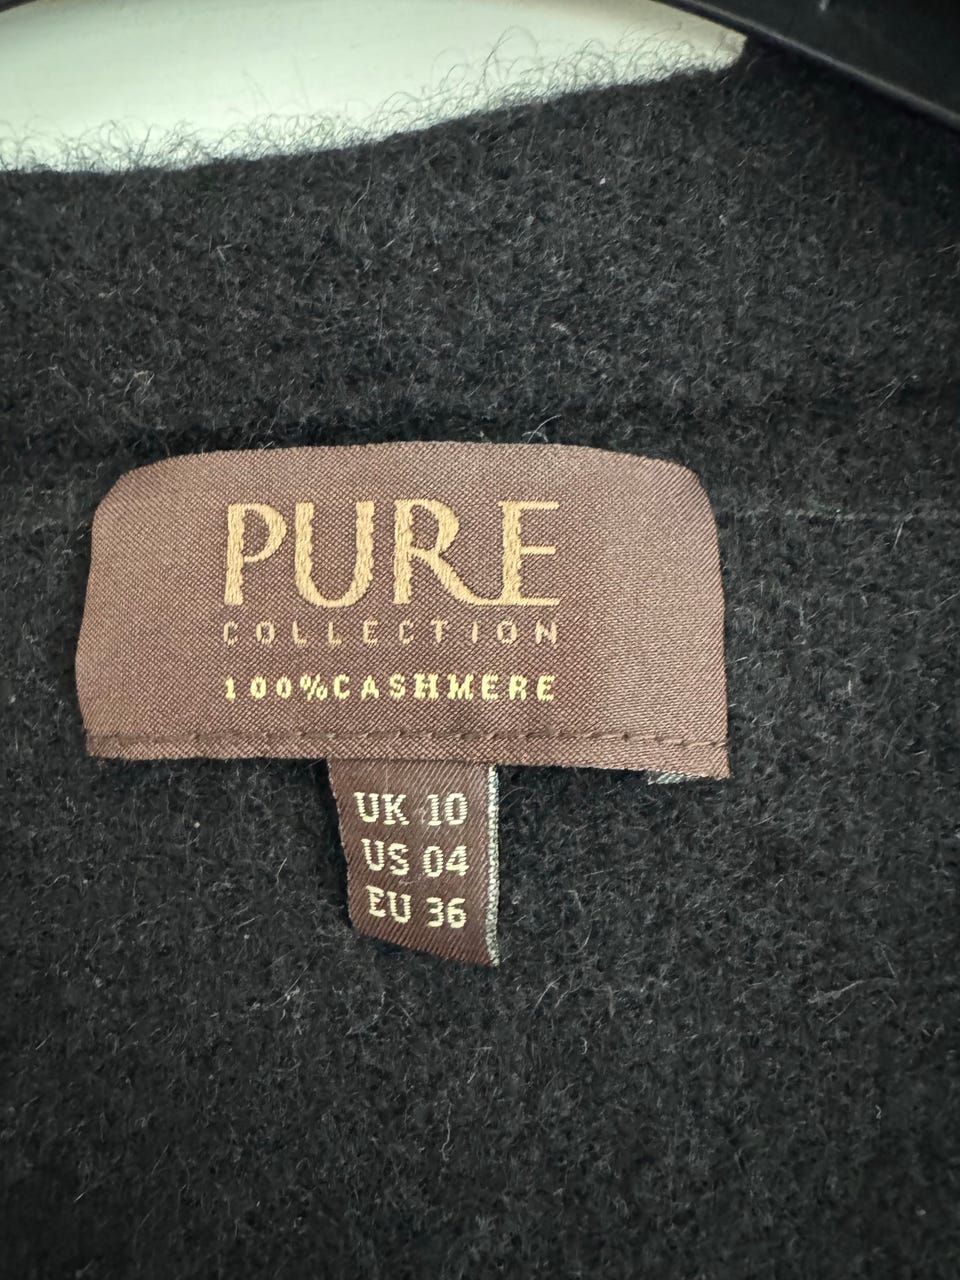 PURE
COLLECTION
100%CASHMERE
UK 10
US 04
EU 36